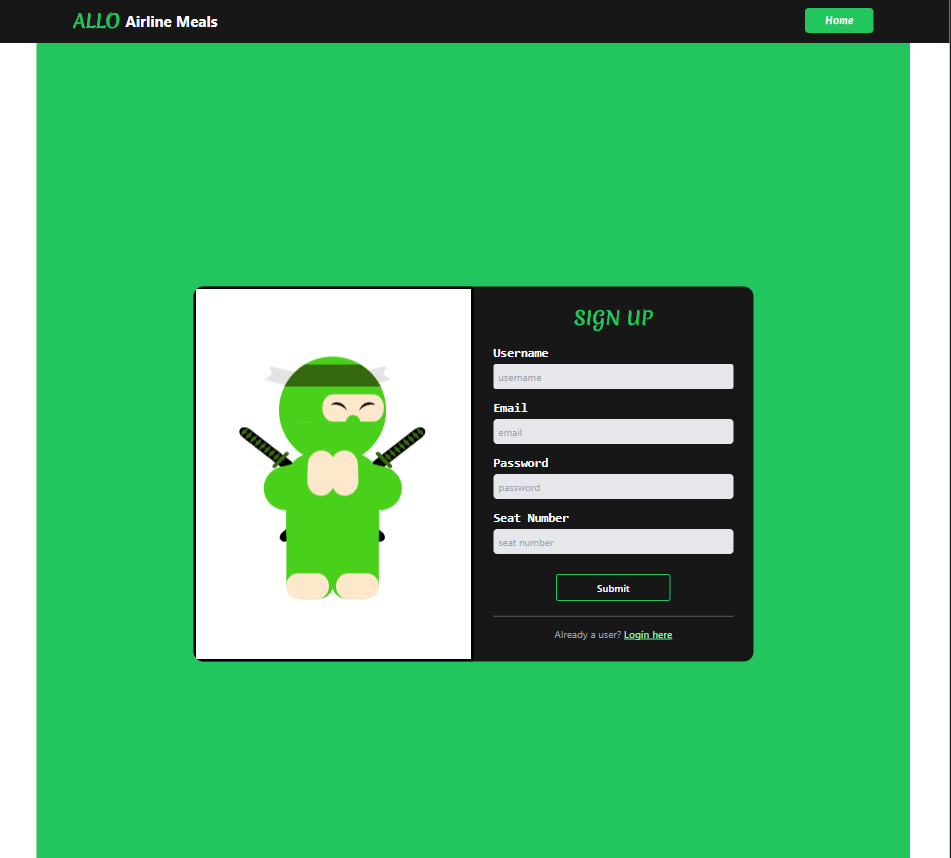 ALLO Airline Meals
Home
SIGN UP
Username
username
Email
email
Password
password
Seat Number
seat number
Submit
Already a user? Login here